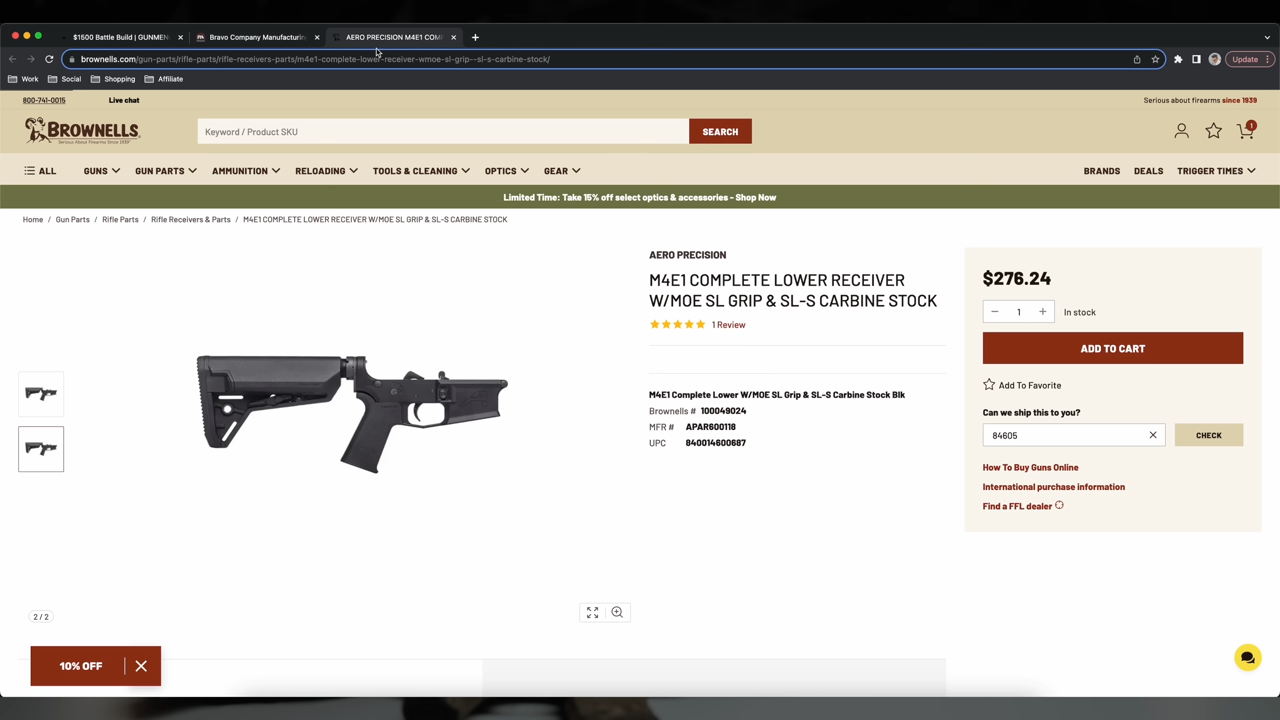 $1500 Battle Build | GUNMEN
Bravo Company Manufacturin
AERO PRECISION M4E1 COM
brownells.com/gun-parts/rifle-parts/rifle-receivers-parts/m4e1-complete-lower-receiver-wmoe-sl-grip--sl-s-carbine-stock/
Update
Work
Social
Shopping
Affiliate
800-741-0015
Live chat
Serious about firearms since 1939
BROWNELLS
Serious About Firearms Since 1939
Keyword / Product SKU
SEARCH
1
ALL
GUNS
GUN PARTS
AMMUNITION
RELOADING
TOOLS & CLEANING
OPTICS
GEAR
BRANDS
DEALS
TRIGGER TIMES
Limited Time: Take 15% off select optics & accessories - Shop Now
Home / Gun Parts / Rifle Parts / Rifle Receivers & Parts / M4E1 COMPLETE LOWER RECEIVER W/MOE SL GRIP & SL-S CARBINE STOCK
AERO PRECISION
M4E1 COMPLETE LOWER RECEIVER
W/MOE SL GRIP & SL-S CARBINE STOCK
1 Review
M4E1 Complete Lower W/MOE SL Grip & SL-S Carbine Stock Blk
Brownells # 100049024
MFR # APAR600118
UPC 840014600687
$276.24
1
In stock
ADD TO CART
Add To Favorite
Can we ship this to you?
84605
CHECK
How To Buy Guns Online
International purchase information
Find a FFL dealer
2 / 2
10% OFF